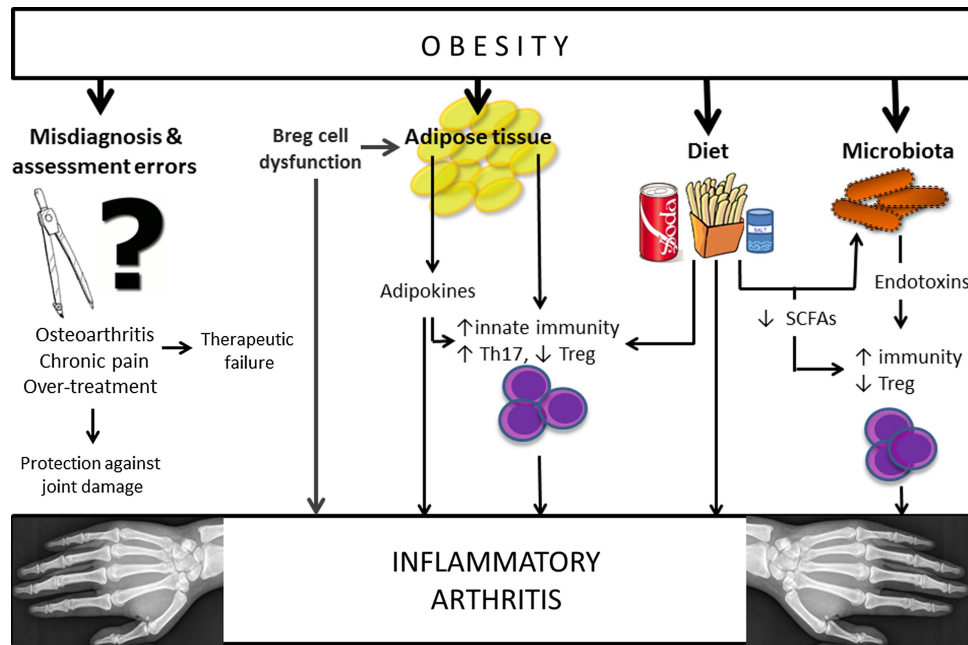 OBESITY
Misdiagnosis &
assessment errors
?
Osteoarthritis
Chronic pain
Over-treatment
Therapeutic
failure
Protection against
joint damage
Breg cell
dysfunction
Adipose tissue
Adipokines
↑innate immunity
↑ Th17, ↓ Treg
Diet
Soda
SALT
↓ SCFAs
Microbiota
Endotoxins
↑ immunity
↓ Treg
INFLAMMATORY
ARTHRITIS